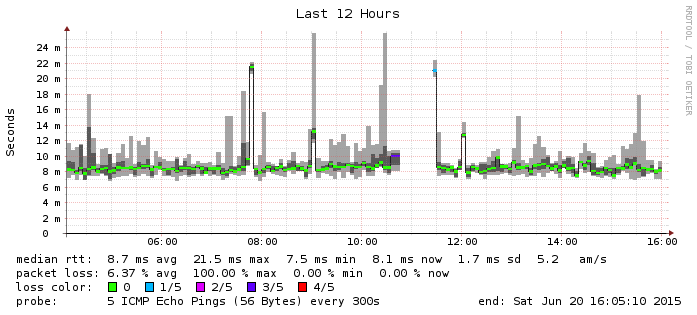 Last 12 Hours
RRDTOOL / TOBI OETIKER
Seconds
24 m
22 m
20 m
18 m
16 m
14 m
12 m
10 m
8 m
6 m
4 m
2 m
0
06:00 08:00 10:00 12:00 14:00 16:00
median rtt: 8.7 ms avg 21.5 ms max 7.5 ms min 8.1 ms now 1.7 ms sd 5.2 am/s
packet loss: 6.37 % avg 100.00 % max 0.00 % min 0.00 % now
loss color: 0 1/5 2/5 3/5 4/5
probe: 5 ICMP Echo Pings (56 Bytes) every 300s end: Sat Jun 20 16:05:10 2015